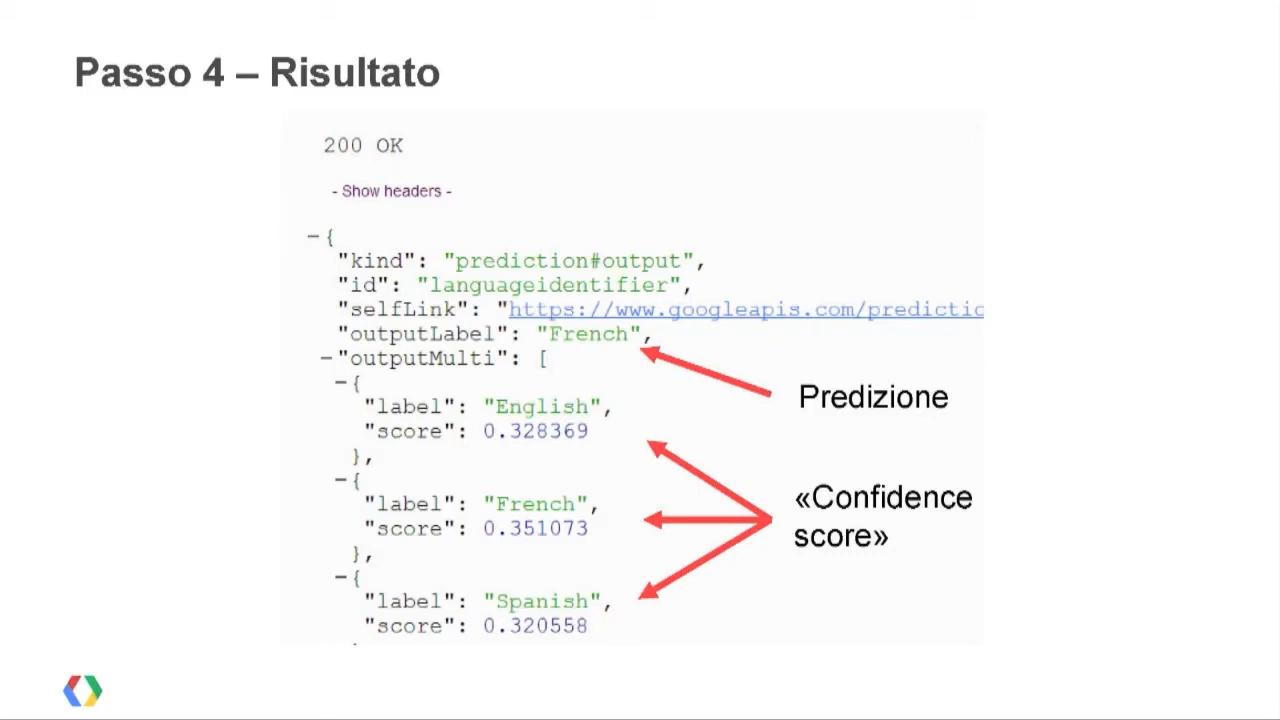 Passo 4 – Risultato
200 OK
- Show headers -
– {
"kind": "prediction#output",
"id": "languageidentifier",
"selfLink": "https://www.googleapis.com/predictic
"outputLabel": "French",
– "outputMulti": [
Predizione
– {
"label": "English",
"score": 0.328369
},
– {
"label": "French",
"score": 0.351073
},
«Confidence
score»
– {
"label": "Spanish",
"score": 0.320558